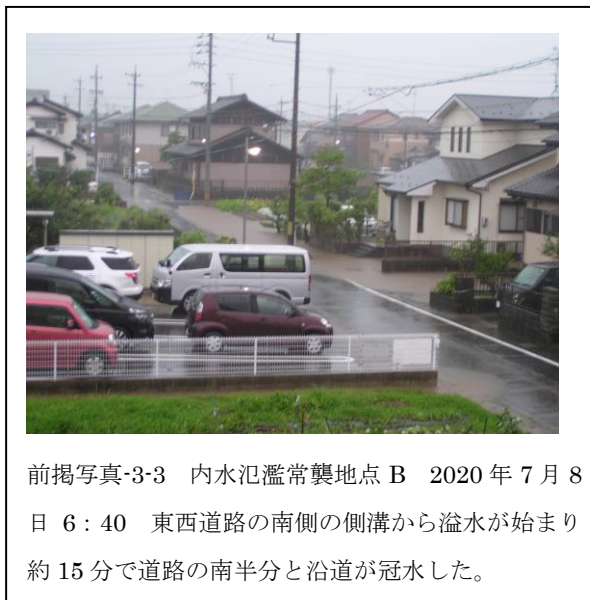 前掲写真-3-3　内水氾濫常襲地点 B　2020 年 7 月 8
日 6：40　東西道路の南側の側溝から溢水が始まり
約 15 分で道路の南半分と沿道が冠水した。